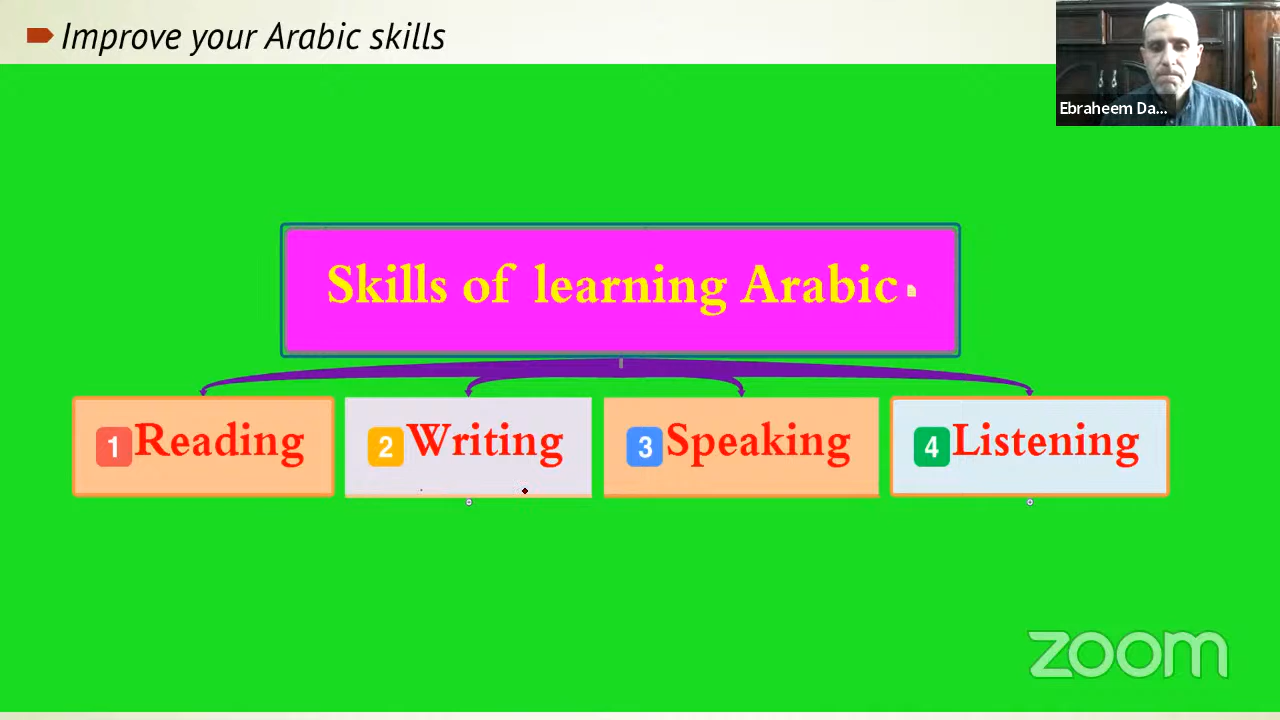 Improve your Arabic skills
Ebraheem Da...
Skills of learning Arabic
1 Reading
2 Writing
3 Speaking
4 Listening
zoom